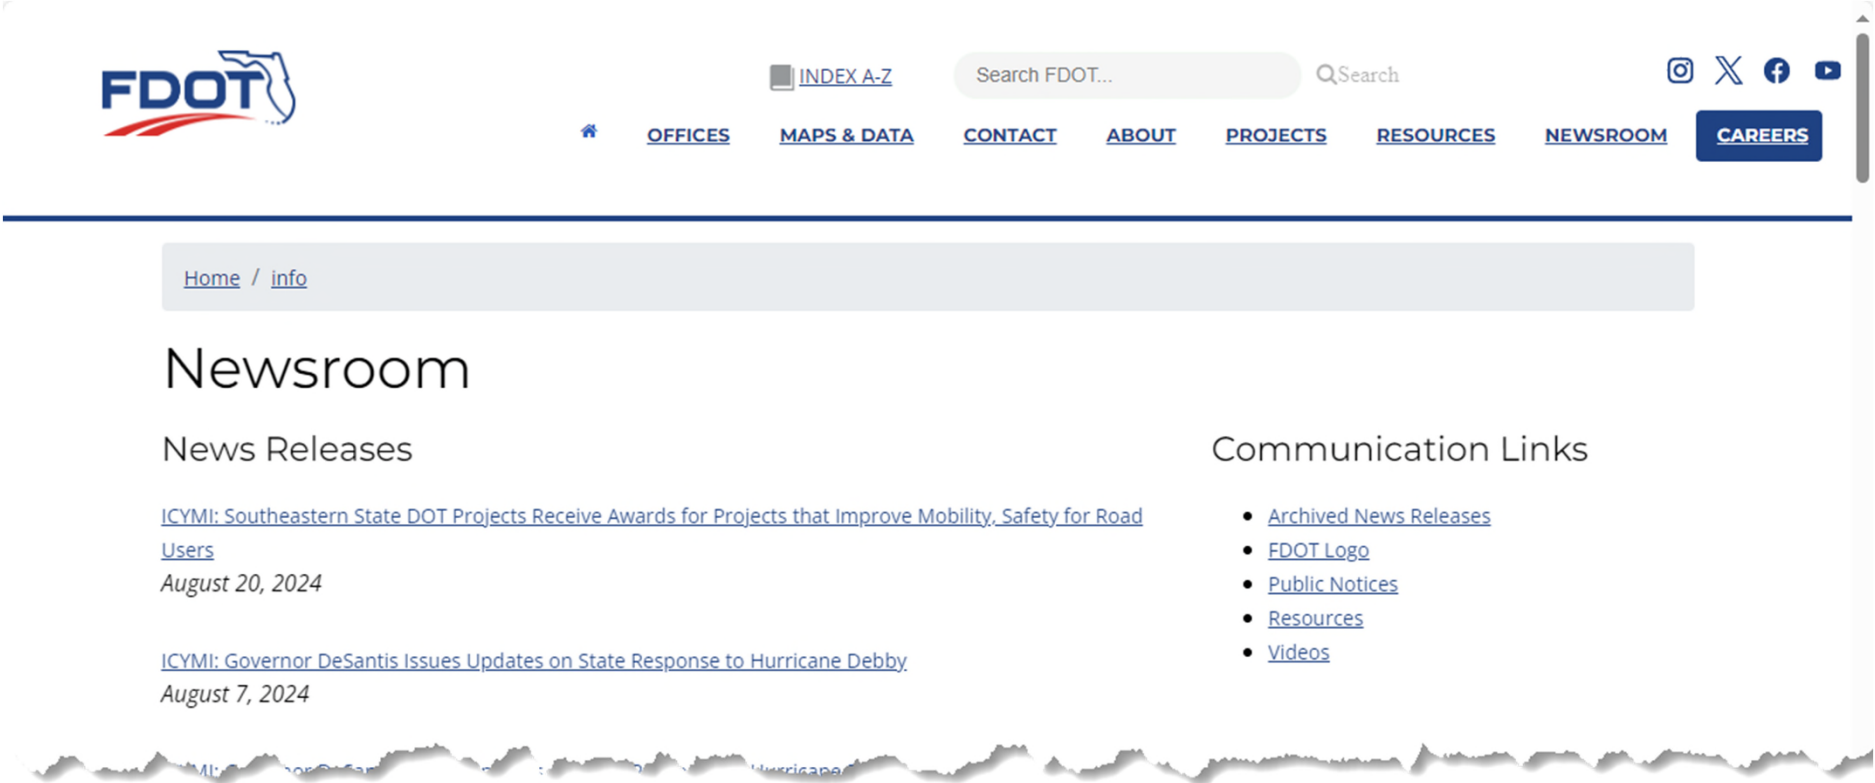 FDOT
INDEX A-Z
Search FDOT...
Search
OFFICES
MAPS & DATA
CONTACT
ABOUT
PROJECTS
RESOURCES
NEWSROOM
CAREERS
Home / info
Newsroom
News Releases
ICYMI: Southeastern State DOT Projects Receive Awards for Projects that Improve Mobility, Safety for Road
Users
August 20, 2024
ICYMI: Governor DeSantis Issues Updates on State Response to Hurricane Debby
August 7, 2024
Communication Links
Archived News Releases
FDOT Logo
Public Notices
Resources
Videos
Hurricane